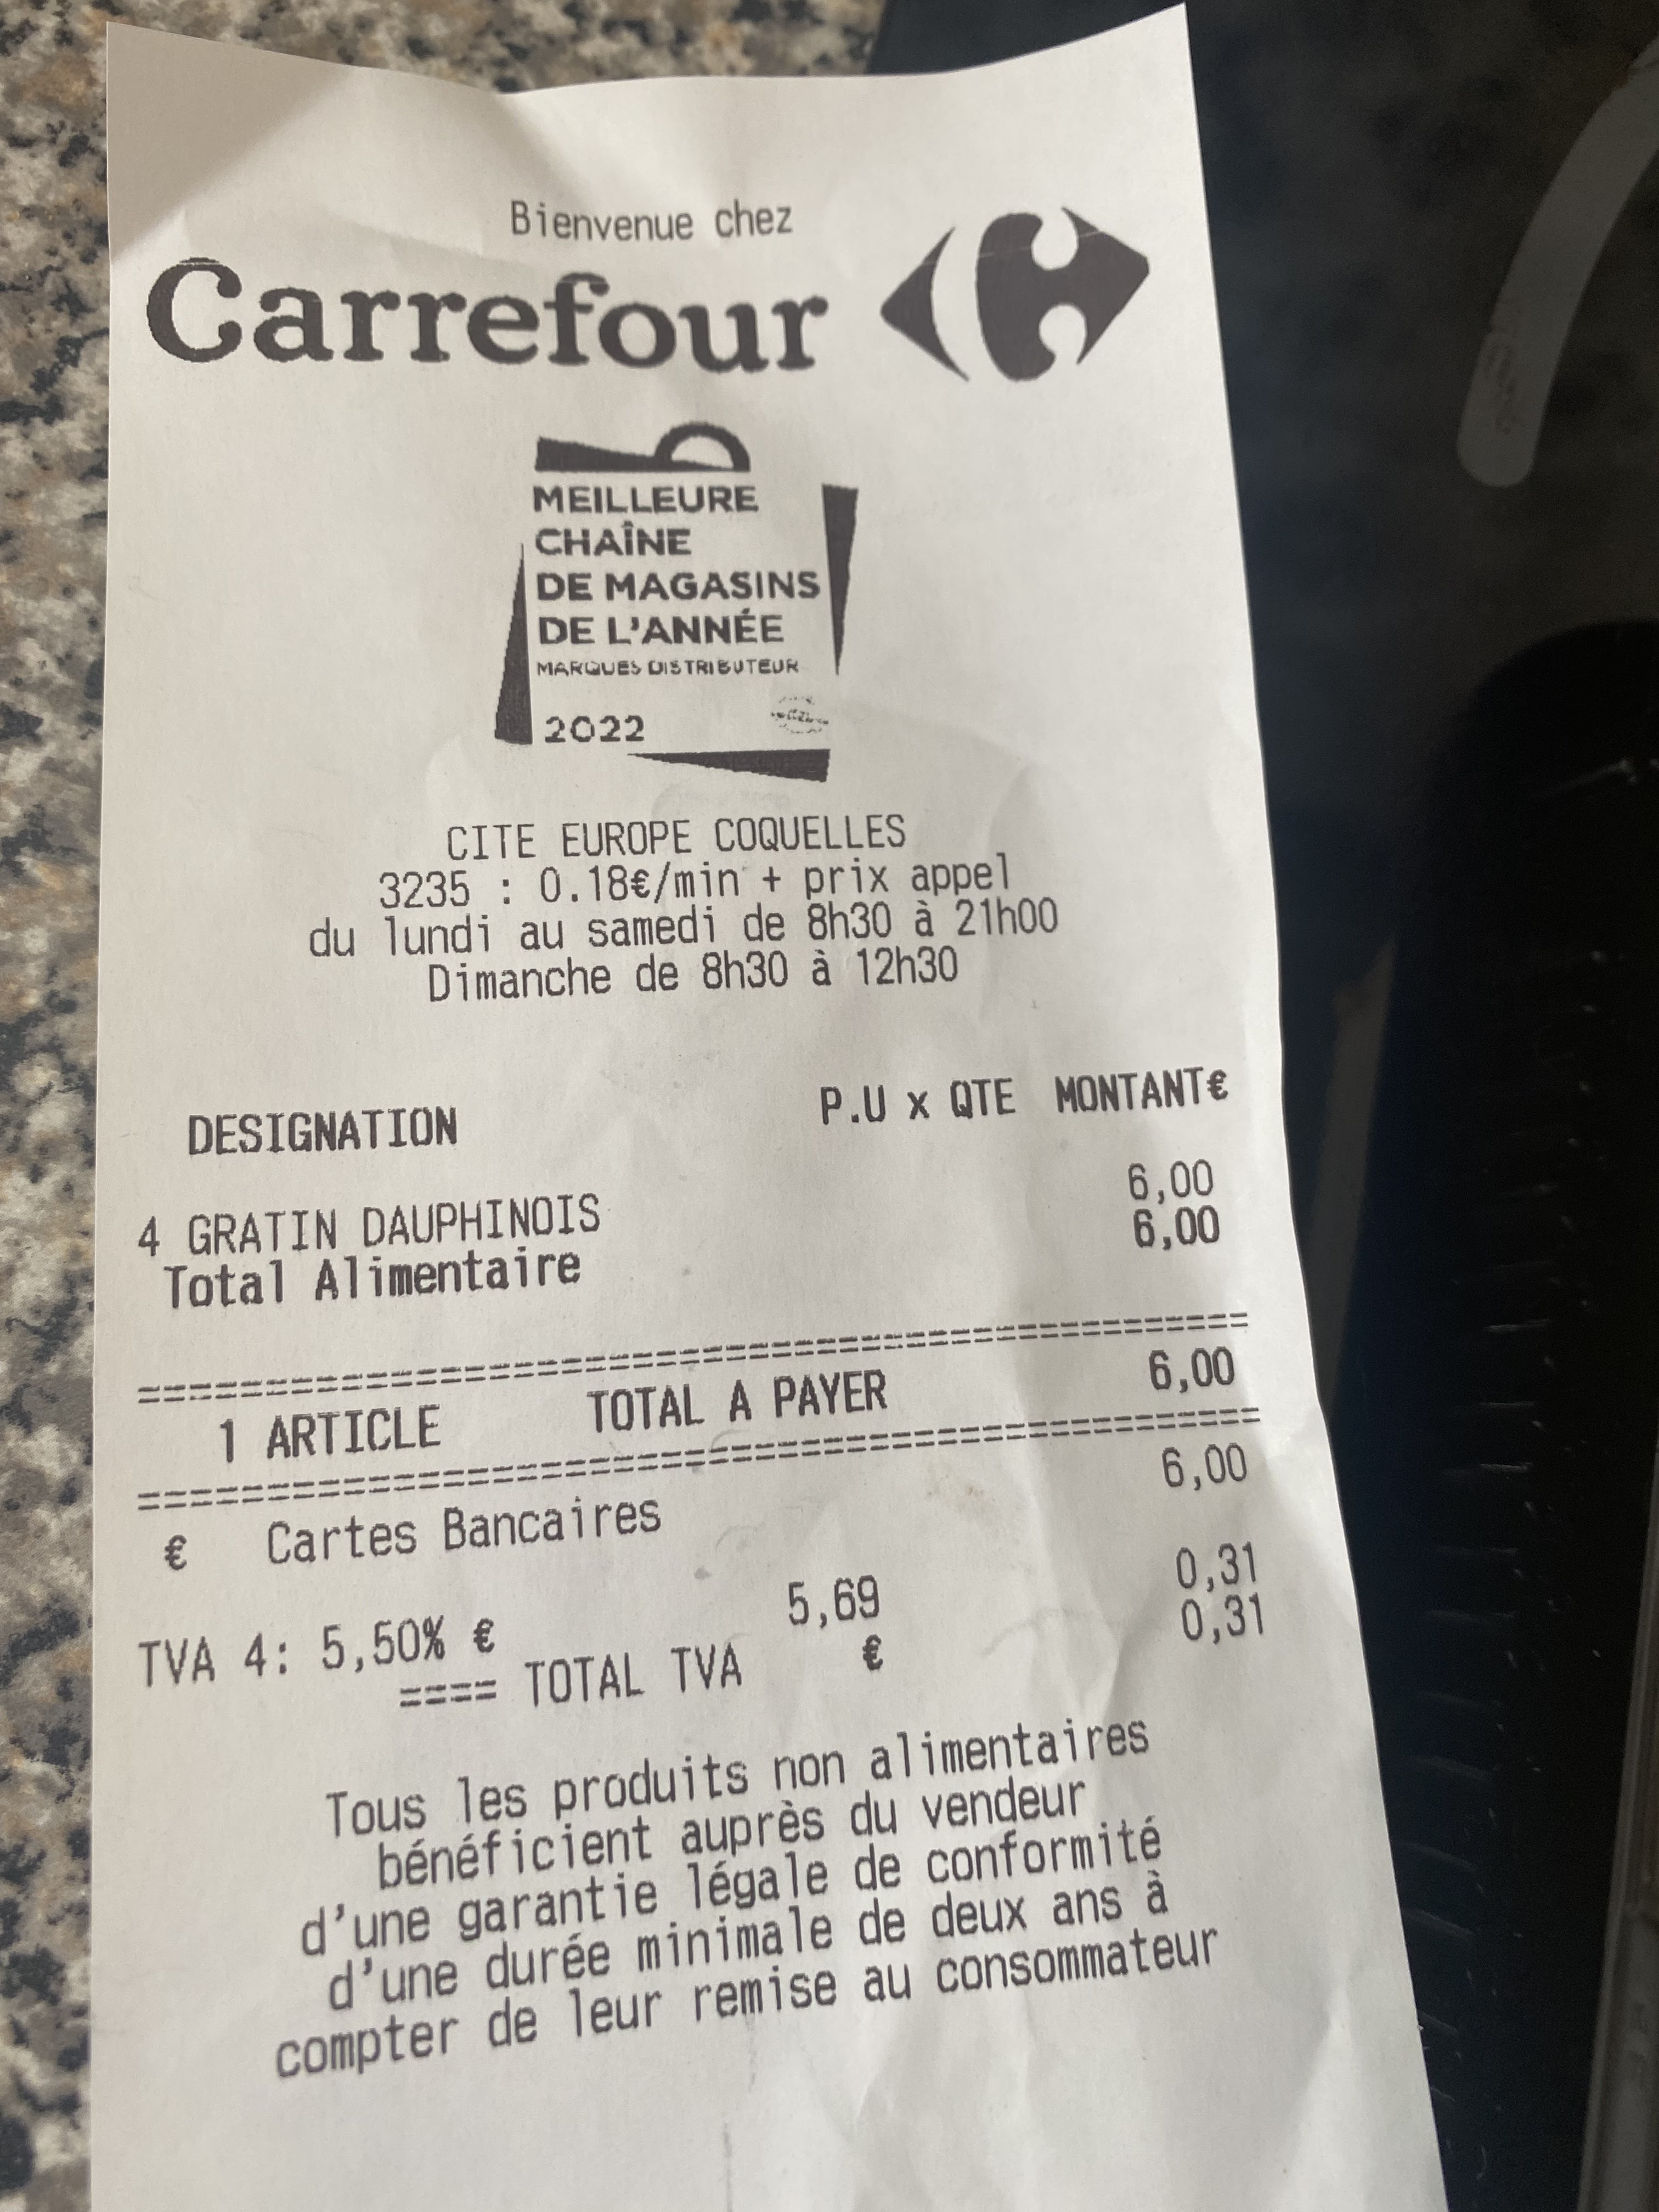 Bienvenue chez
Carrefour
MEILLEURE
CHAÎNE
DE MAGASINS
DE L'ANNÉE
MARQUES DISTRIBUTEUR
2022
CITE EUROPE COQUELLES
3235 : 0.18€/min + prix appel
du lundi au samedi de 8h30 à 21h00
Dimanche de 8h30 à 12h30
DESIGNATION P.U x QTE MONTANT€
4 GRATIN DAUPHINOIS 6,00
Total Alimentaire 6,00
==========================================
1 ARTICLE TOTAL A PAYER 6,00
==========================================
€ Cartes Bancaires 6,00
TVA 4: 5,50% € 5,69 0,31
==== TOTAL TVA € 0,31
Tous les produits non alimentaires
bénéficient auprès du vendeur
d'une garantie légale de conformité
d'une durée minimale de deux ans à
compter de leur remise au consommateur